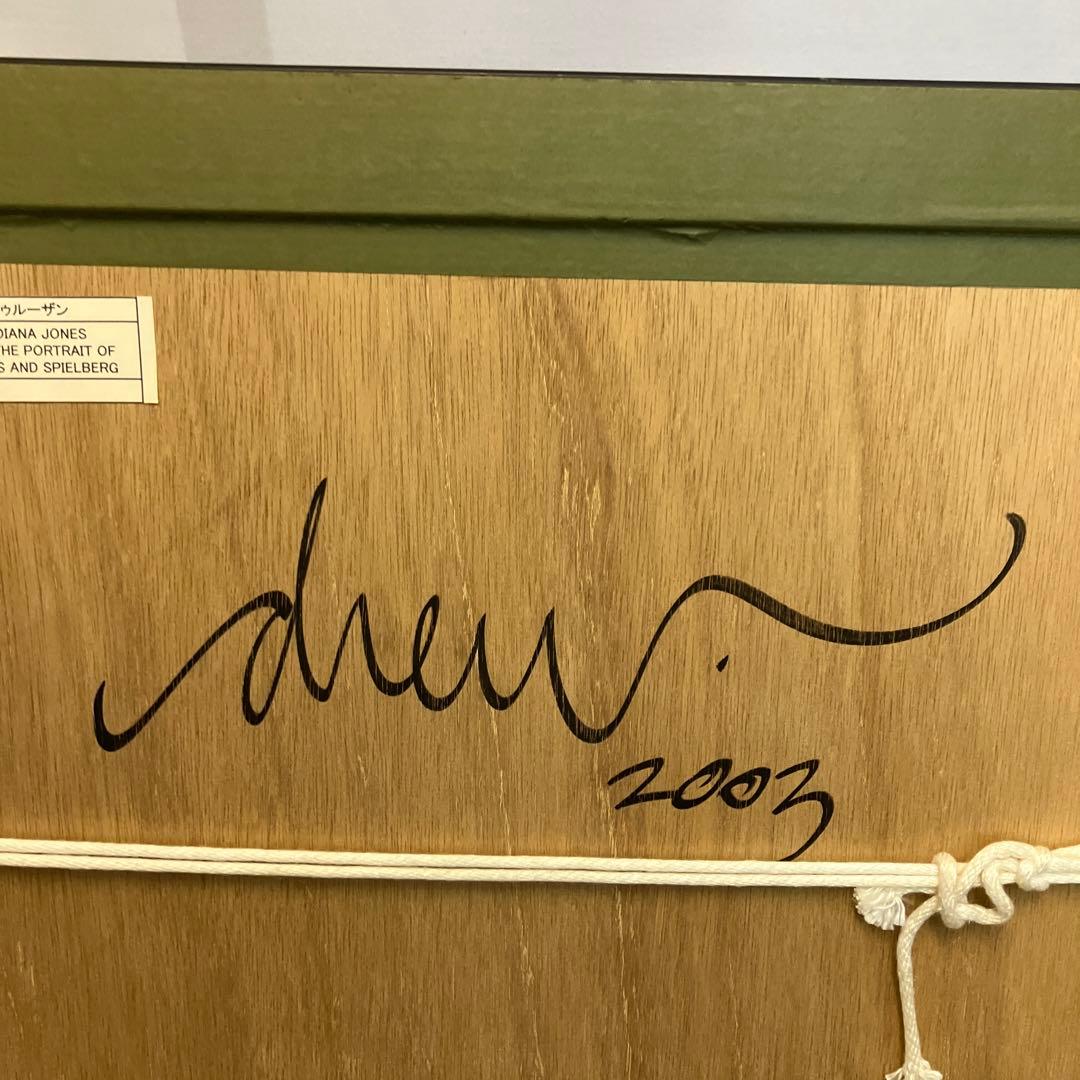 ゥルーザン
DIANA JONES
HE PORTRAIT OF
S AND SPIELBERG
drew.
2003